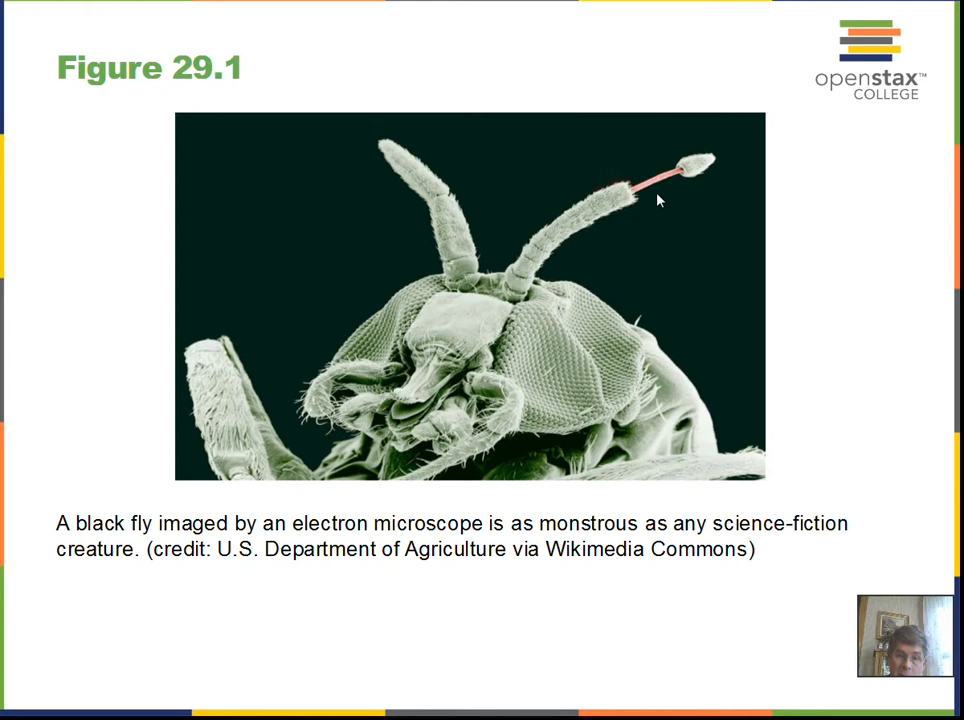 Figure 29.1
openstax™
COLLEGE
A black fly imaged by an electron microscope is as monstrous as any science-fiction
creature. (credit: U.S. Department of Agriculture via Wikimedia Commons)